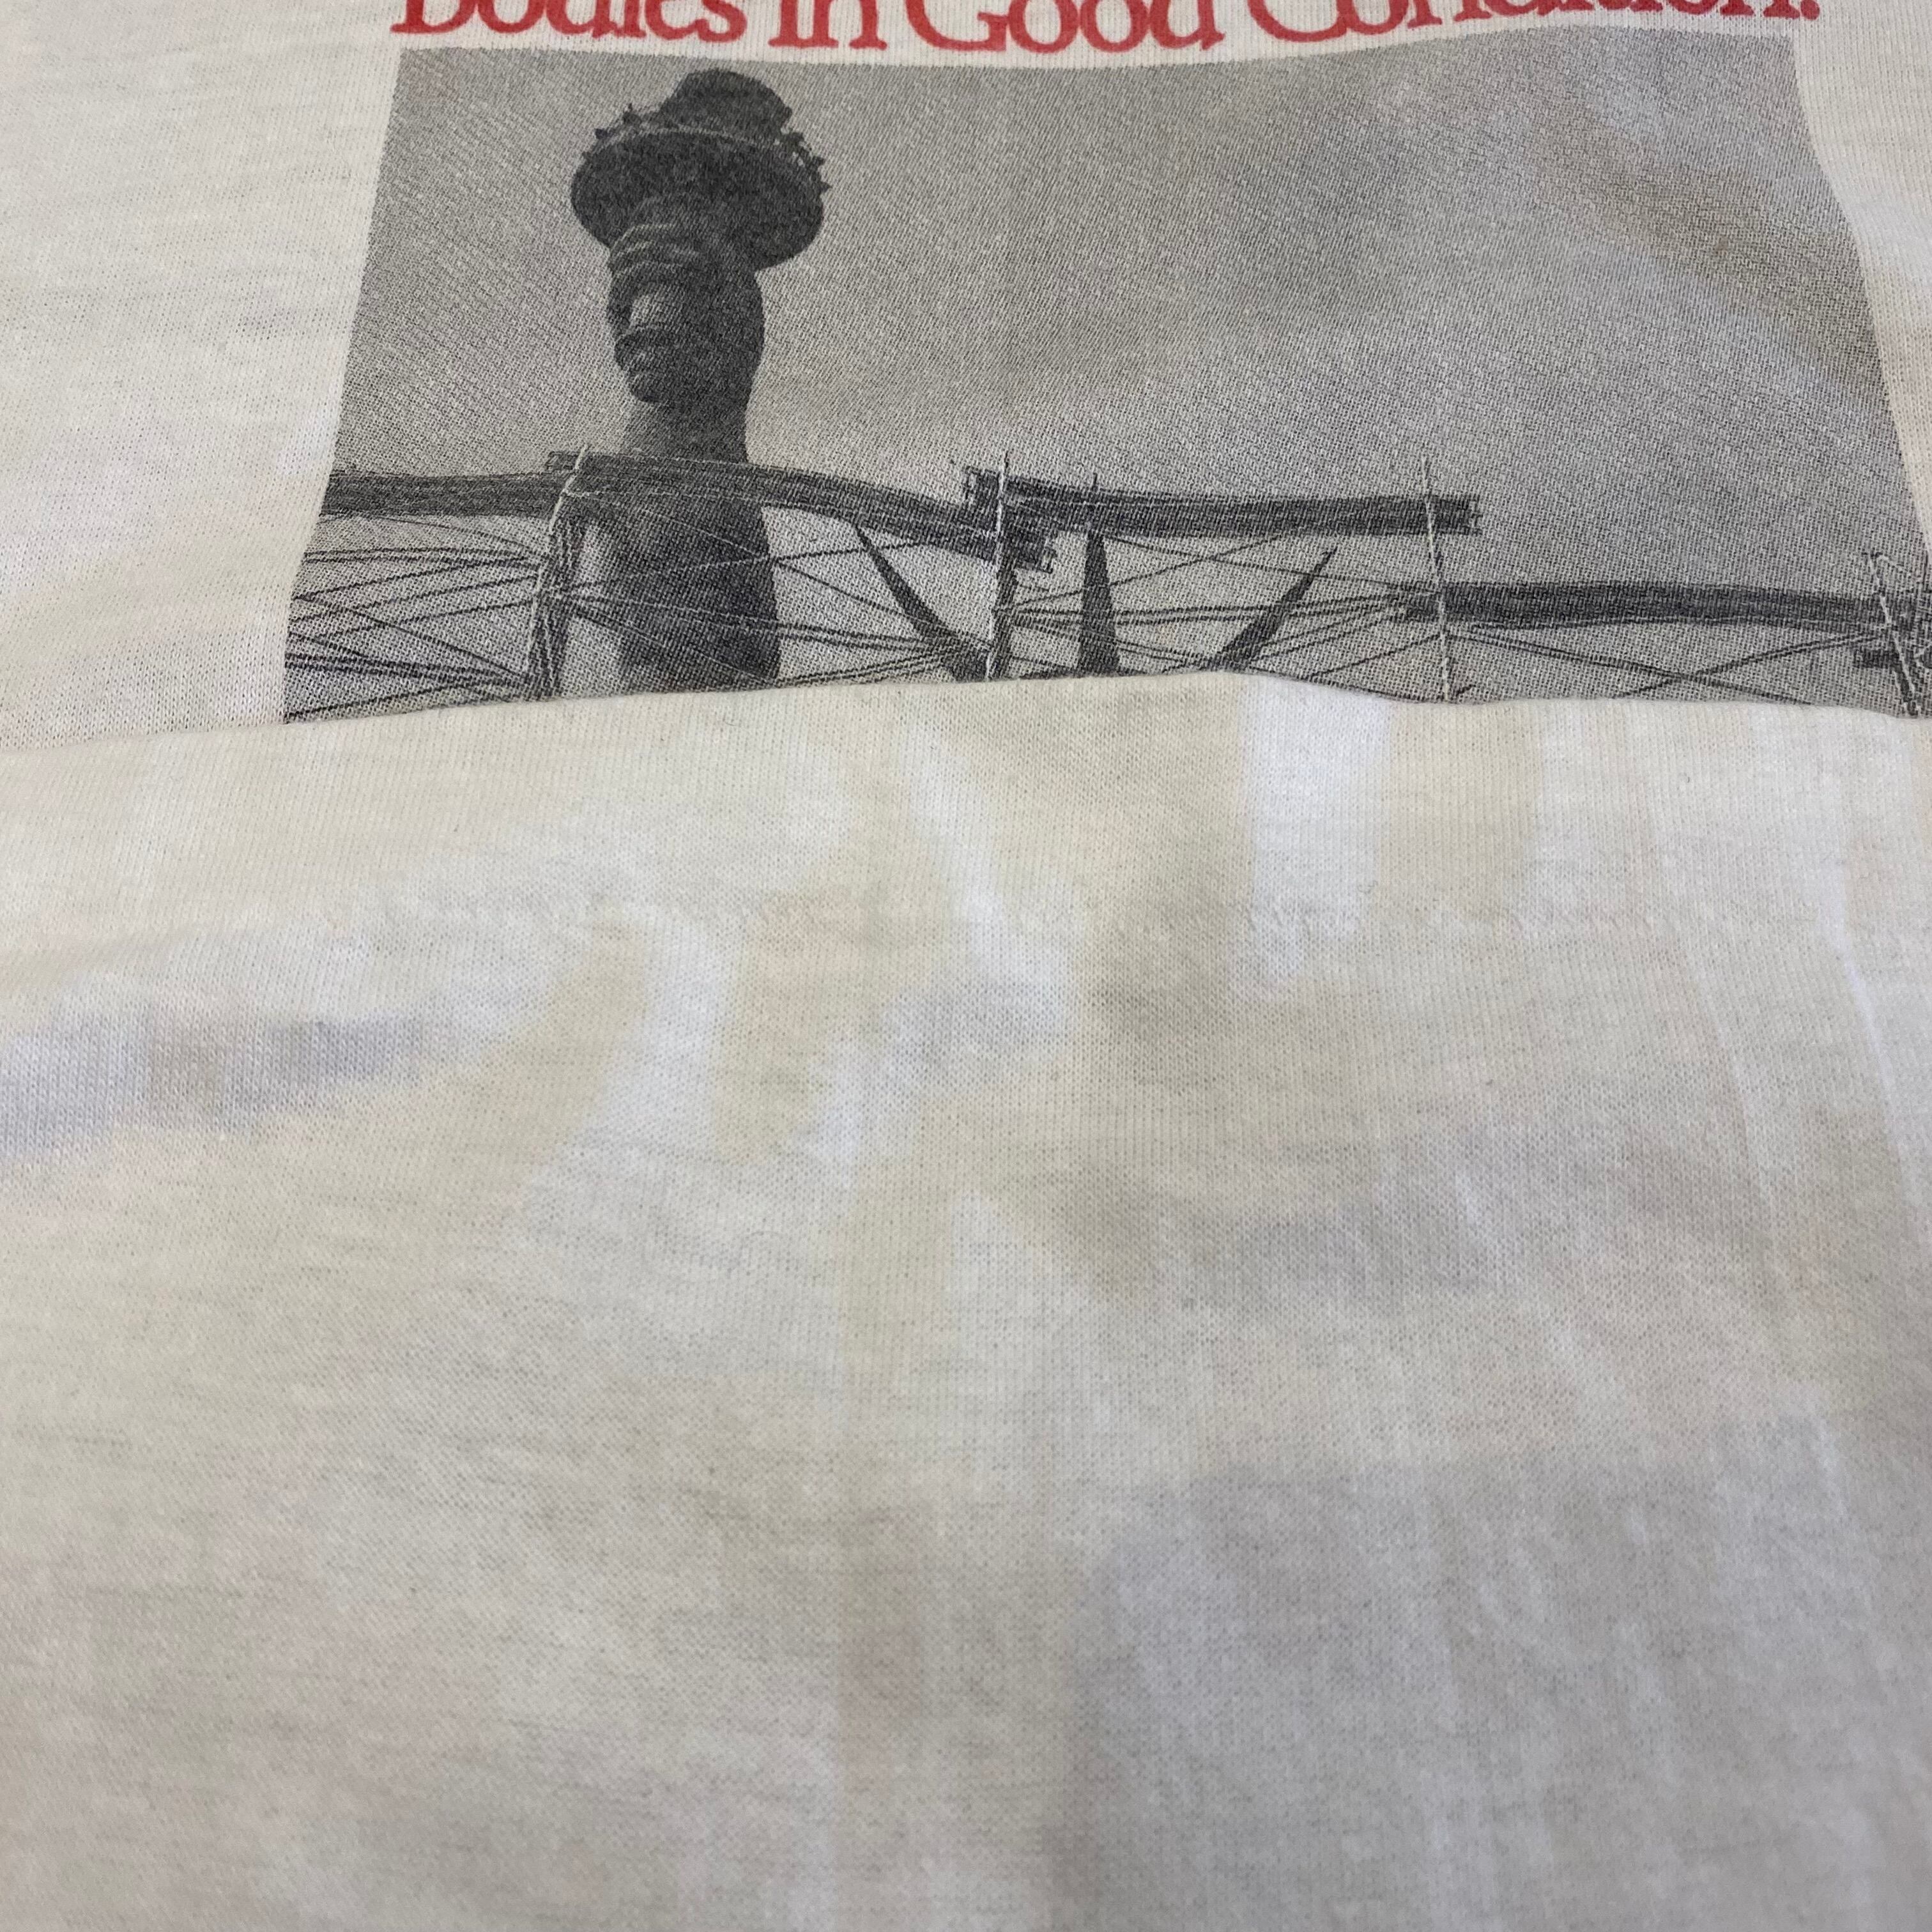 Bodies in Good Condition.